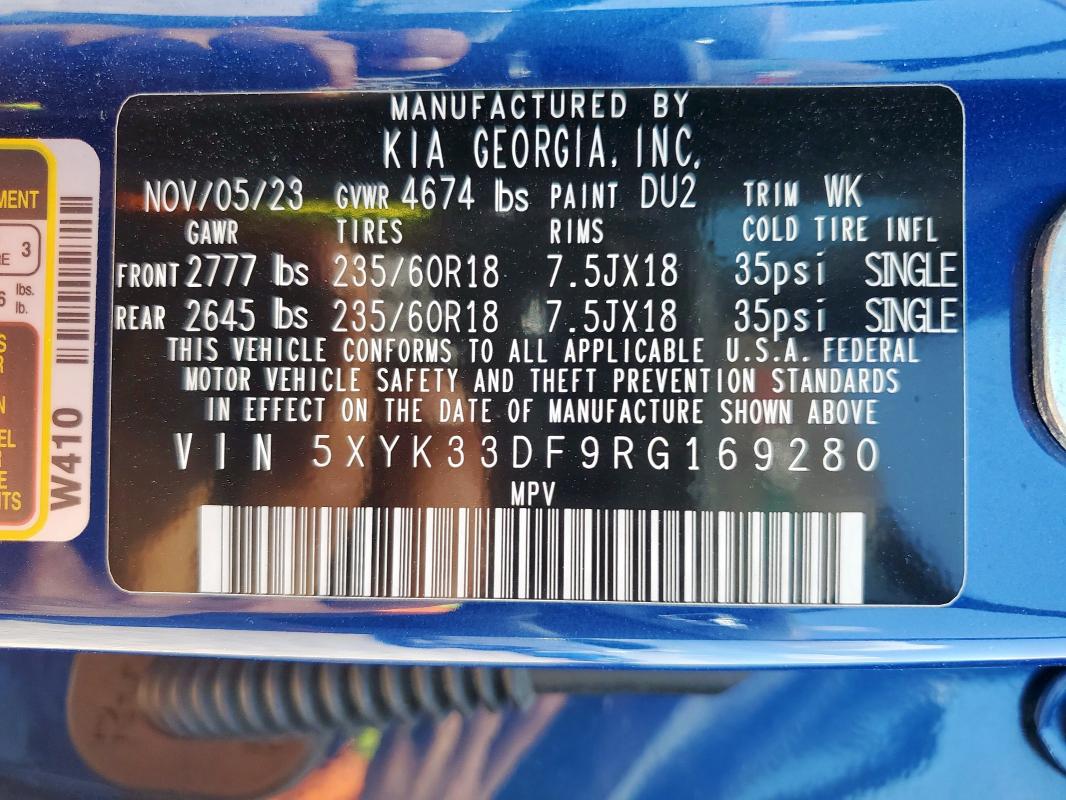 MANUFACTURED BY
KIA GEORGIA, INC.
NOV/05/23 GVWR 4674 lbs PAINT DU2 TRIM WK
GAWR TIRES RIMS COLD TIRE INFL
FRONT 2777 lbs 235/60R18 7.5JX18 35psi SINGLE
REAR 2645 lbs 235/60R18 7.5JX18 35psi SINGLE
THIS VEHICLE CONFORMS TO ALL APPLICABLE U.S.A. FEDERAL
MOTOR VEHICLE SAFETY AND THEFT PREVENTION STANDARDS
IN EFFECT ON THE DATE OF MANUFACTURE SHOWN ABOVE
VIN 5XYK33DF9RG169280
MPV
3
lbs.
lb.
W410